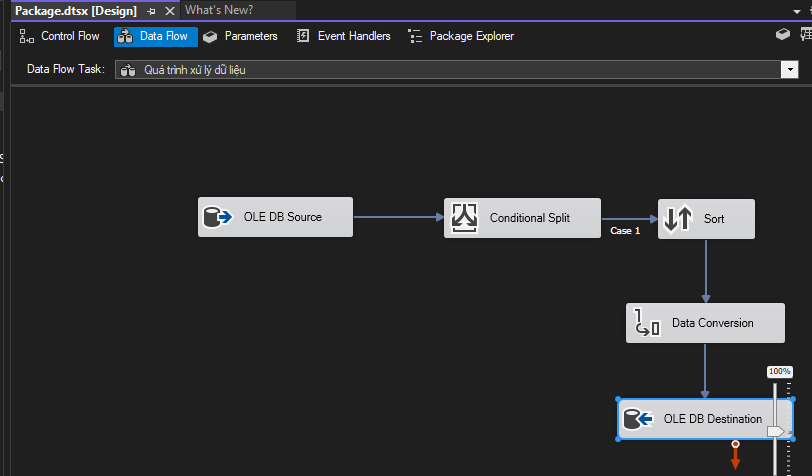 Package.dtsx [Design]
What's New?
Control Flow
Data Flow
Parameters
Event Handlers
Package Explorer
Data Flow Task:
Quá trình xử lý dữ liệu
OLE DB Source
Conditional Split
Sort
Case 1
Data Conversion
100%
OLE DB Destination